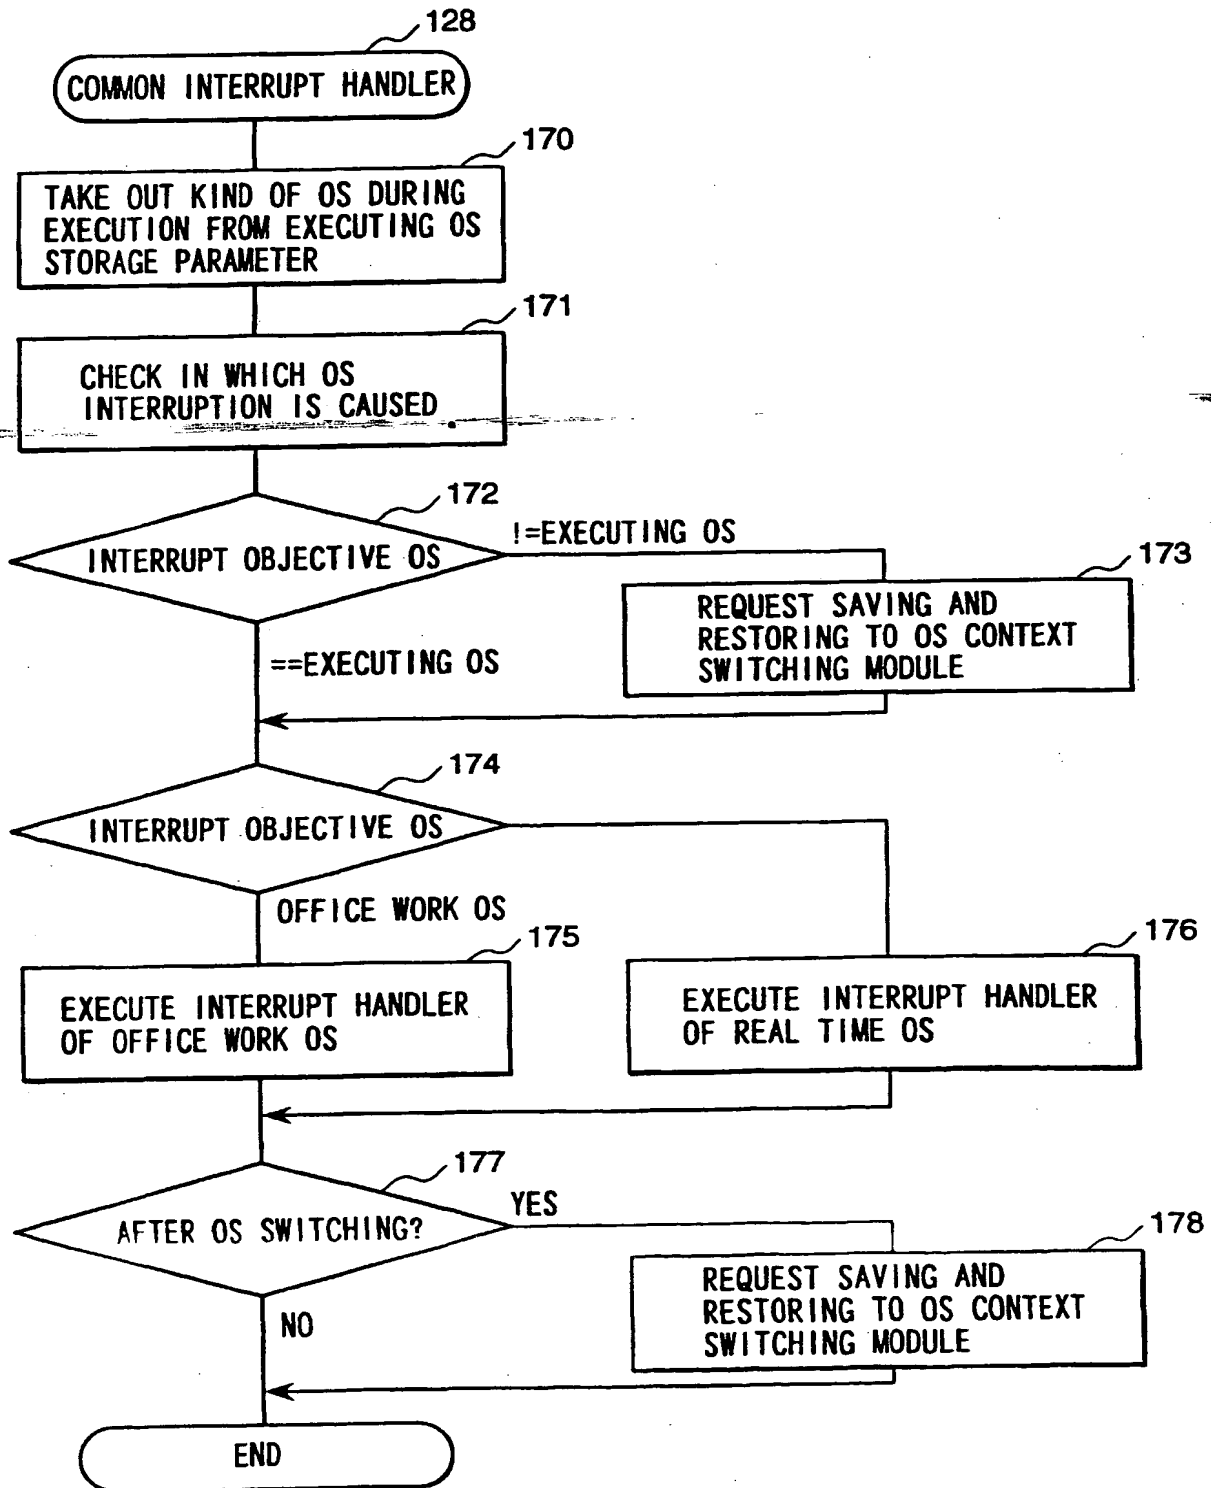 128
COMMON INTERRUPT HANDLER
170
TAKE OUT KIND OF OS DURING
EXECUTION FROM EXECUTING OS
STORAGE PARAMETER
171
CHECK IN WHICH OS
INTERRUPTION IS CAUSED
172
INTERRUPT OBJECTIVE OS
!=EXECUTING OS
173
REQUEST SAVING AND
RESTORING TO OS CONTEXT
SWITCHING MODULE
==EXECUTING OS
174
INTERRUPT OBJECTIVE OS
OFFICE WORK OS
175
EXECUTE INTERRUPT HANDLER
OF OFFICE WORK OS
176
EXECUTE INTERRUPT HANDLER
OF REAL TIME OS
177
AFTER OS SWITCHING?
YES
178
REQUEST SAVING AND
RESTORING TO OS CONTEXT
SWITCHING MODULE
NO
END